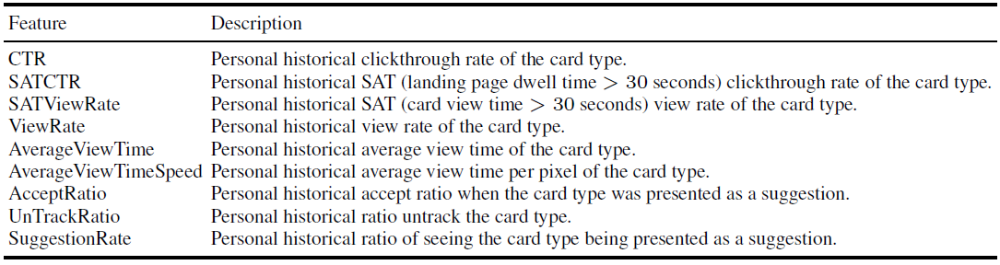 Feature Description
CTR Personal historical clickthrough rate of the card type.
SATCTR Personal historical SAT (landing page dwell time > 30 seconds) clickthrough rate of the card type.
SATViewRate Personal historical SAT (card view time > 30 seconds) view rate of the card type.
ViewRate Personal historical view rate of the card type.
AverageViewTime Personal historical average view time of the card type.
AverageViewTimeSpeed Personal historical average view time per pixel of the card type.
AcceptRatio Personal historical accept ratio when the card type was presented as a suggestion.
UnTrackRatio Personal historical ratio untrack the card type.
SuggestionRate Personal historical ratio of seeing the card type being presented as a suggestion.